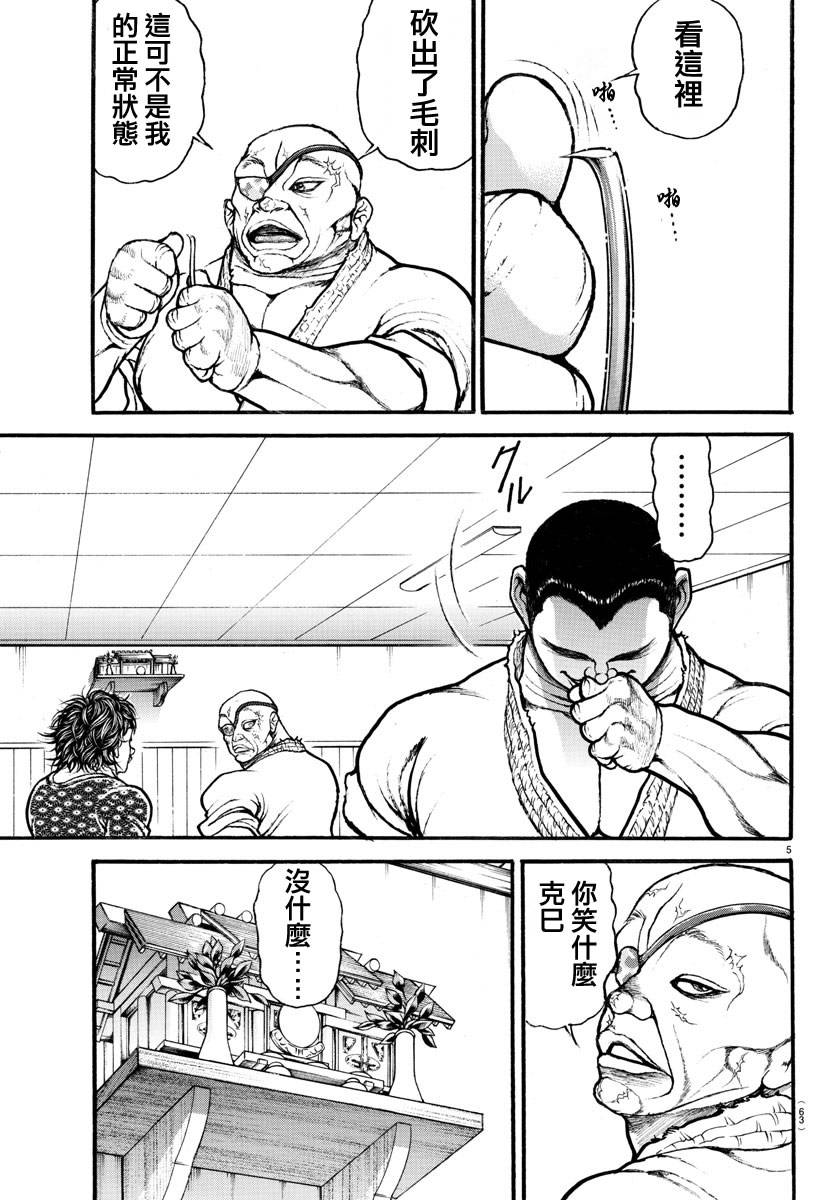 看這裡
啪…
啪…
砍出了毛刺
這可不是我
的正常狀態
………
グル
5
你笑什麼
克巳
沒什麼……
（63）